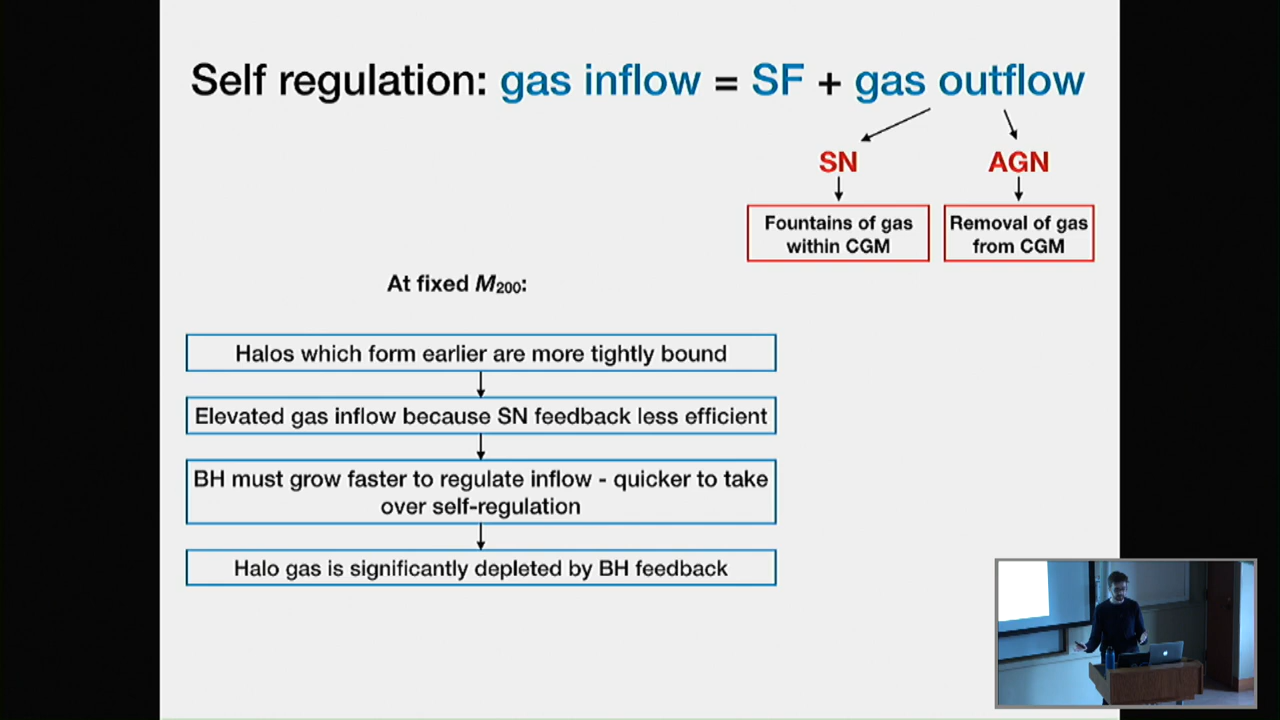 Self regulation: gas inflow = SF + gas outflow
SN
AGN
Fountains of gas
within CGM
Removal of gas
from CGM
At fixed M₂₀₀:
Halos which form earlier are more tightly bound
Elevated gas inflow because SN feedback less efficient
BH must grow faster to regulate inflow - quicker to take
over self-regulation
Halo gas is significantly depleted by BH feedback